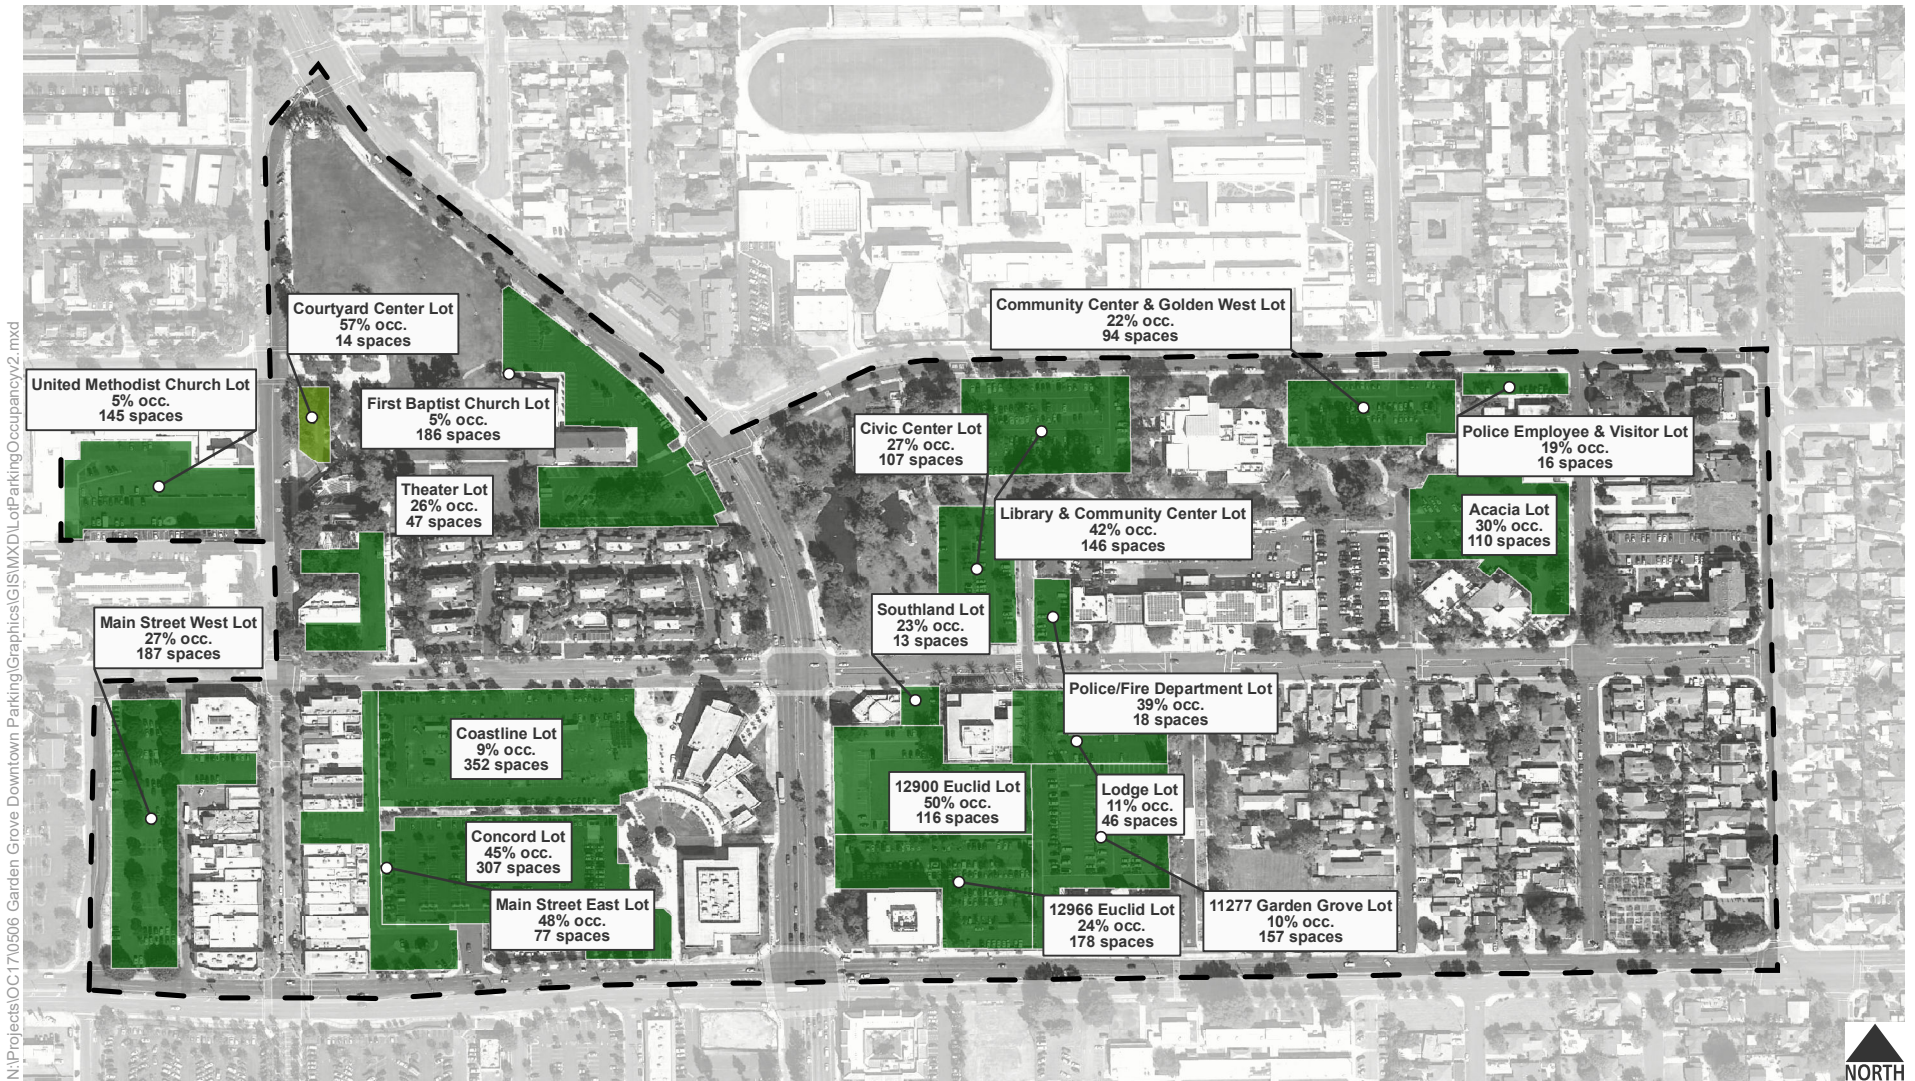 Courtyard Center Lot
57% occ.
14 spaces
Community Center & Golden West Lot
22% occ.
94 spaces
United Methodist Church Lot
5% occ.
145 spaces
First Baptist Church Lot
5% occ.
186 spaces
Civic Center Lot
27% occ.
107 spaces
Police Employee & Visitor Lot
19% occ.
16 spaces
Theater Lot
26% occ.
47 spaces
Library & Community Center Lot
42% occ.
146 spaces
Acacia Lot
30% occ.
110 spaces
Main Street West Lot
27% occ.
187 spaces
Southland Lot
23% occ.
13 spaces
Police/Fire Department Lot
39% occ.
18 spaces
Coastline Lot
9% occ.
352 spaces
12900 Euclid Lot
50% occ.
116 spaces
Lodge Lot
11% occ.
46 spaces
Concord Lot
45% occ.
307 spaces
Main Street East Lot
48% occ.
77 spaces
12966 Euclid Lot
24% occ.
178 spaces
11277 Garden Grove Lot
10% occ.
157 spaces
N:\Projects\OC17\0506 Garden Grove Downtown Parking\Graphics\GIS\MXD\LotParkingOccupancyv2.mxd
NORTH